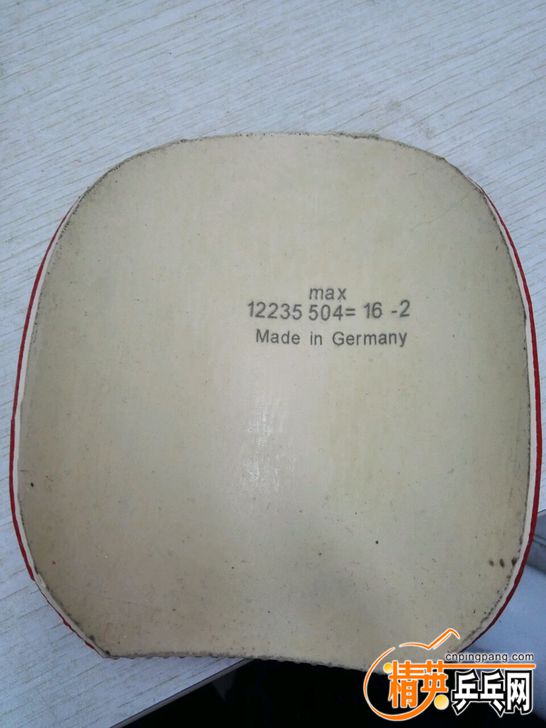 max
12235 504= 16 -2
Made in Germany
cnpingpang.com
精英乒乓网